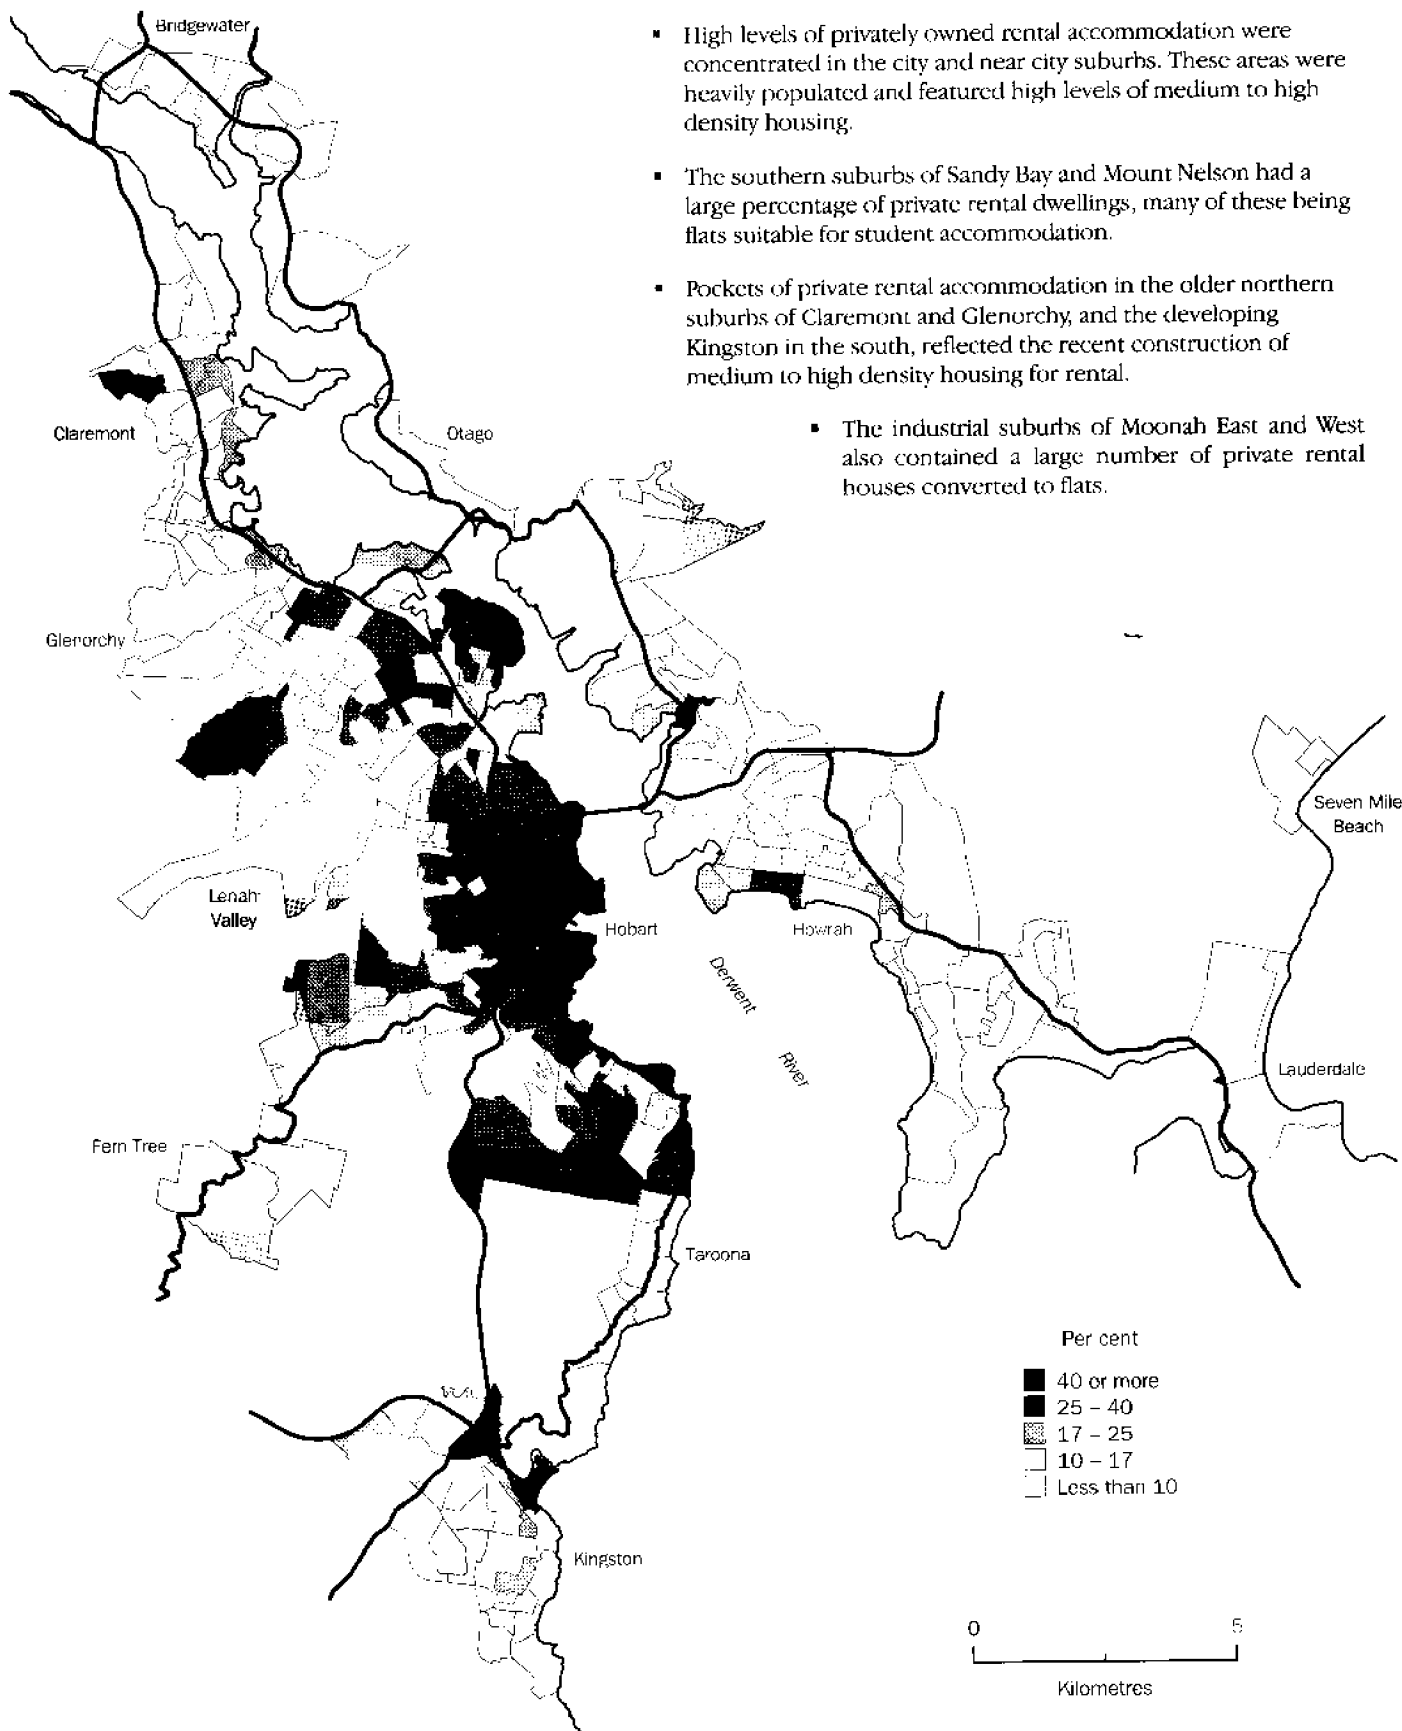 Bridgewater
▪ High levels of privately owned rental accommodation were
concentrated in the city and near city suburbs. These areas were
heavily populated and featured high levels of medium to high
density housing.
▪ The southern suburbs of Sandy Bay and Mount Nelson had a
large percentage of private rental dwellings, many of these being
flats suitable for student accommodation.
▪ Pockets of private rental accommodation in the older northern
suburbs of Claremont and Glenorchy, and the developing
Kingston in the south, reflected the recent construction of
medium to high density housing for rental.
▪ The industrial suburbs of Moonah East and West
also contained a large number of private rental
houses converted to flats.
Claremont
Otago
Glenorchy
Seven Mile
Beach
Lenah
Valley
Hobart
Howrah
Derwent
River
Lauderdale
Fern Tree
Taroona
Per cent
40 or more
25 – 40
17 – 25
10 – 17
Less than 10
Kingston
0 5
Kilometres